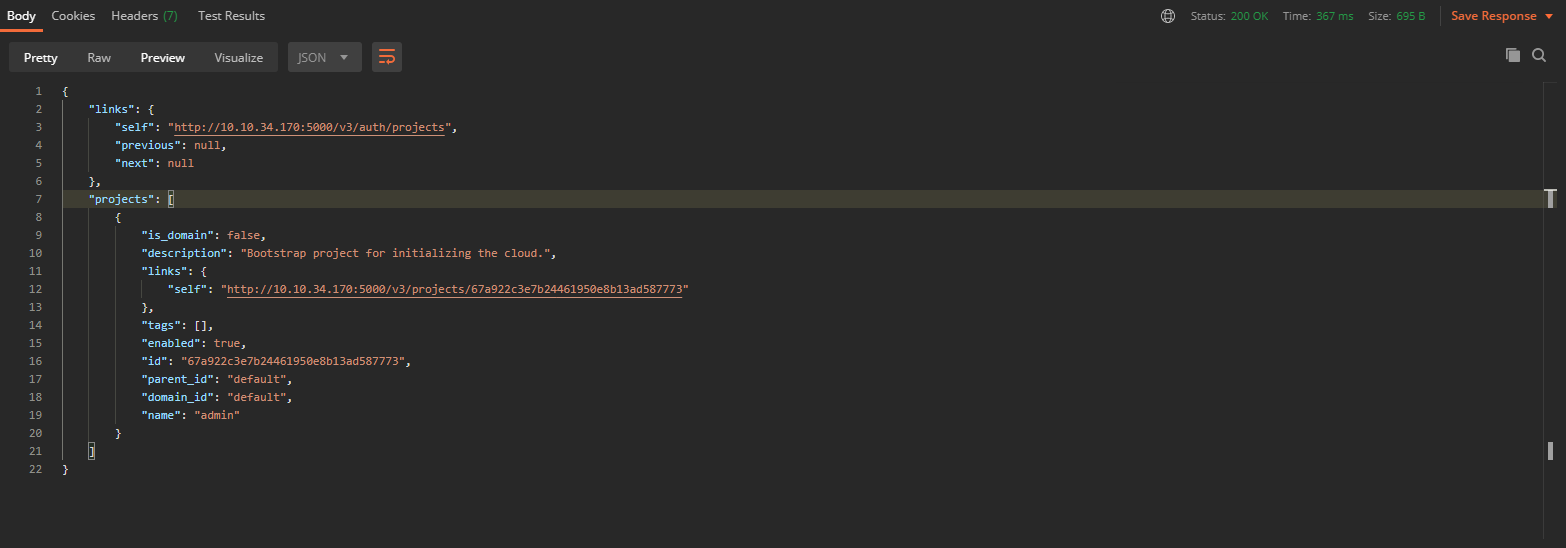 Body Cookies Headers (7) Test Results Status: 200 OK Time: 367 ms Size: 695 B Save Response
Pretty Raw Preview Visualize JSON
1 {
2 "links": {
3 "self": "http://10.10.34.170:5000/v3/auth/projects",
4 "previous": null,
5 "next": null
6 },
7 "projects": [
8 {
9 "is_domain": false,
10 "description": "Bootstrap project for initializing the cloud.",
11 "links": {
12 "self": "http://10.10.34.170:5000/v3/projects/67a922c3e7b24461950e8b13ad587773"
13 },
14 "tags": [],
15 "enabled": true,
16 "id": "67a922c3e7b24461950e8b13ad587773",
17 "parent_id": "default",
18 "domain_id": "default",
19 "name": "admin"
20 }
21 ]
22 }